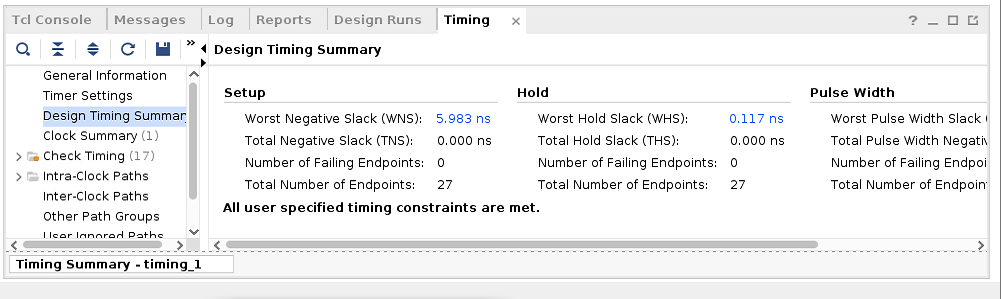 Tcl Console Messages Log Reports Design Runs Timing × ? _
» Design Timing Summary
General Information
Timer Settings
Design Timing Summar
Clock Summary (1)
Check Timing (17)
Intra-Clock Paths
Inter-Clock Paths
Other Path Groups
User Ignored Paths
Setup Hold Pulse Width
Worst Negative Slack (WNS): 5.983 ns Worst Hold Slack (WHS): 0.117 ns Worst Pulse Width Slack (
Total Negative Slack (TNS): 0.000 ns Total Hold Slack (THS): 0.000 ns Total Pulse Width Negativ
Number of Failing Endpoints: 0 Number of Failing Endpoints: 0 Number of Failing Endpoi
Total Number of Endpoints: 27 Total Number of Endpoints: 27 Total Number of Endpoin
All user specified timing constraints are met.
Timing Summary - timing_1